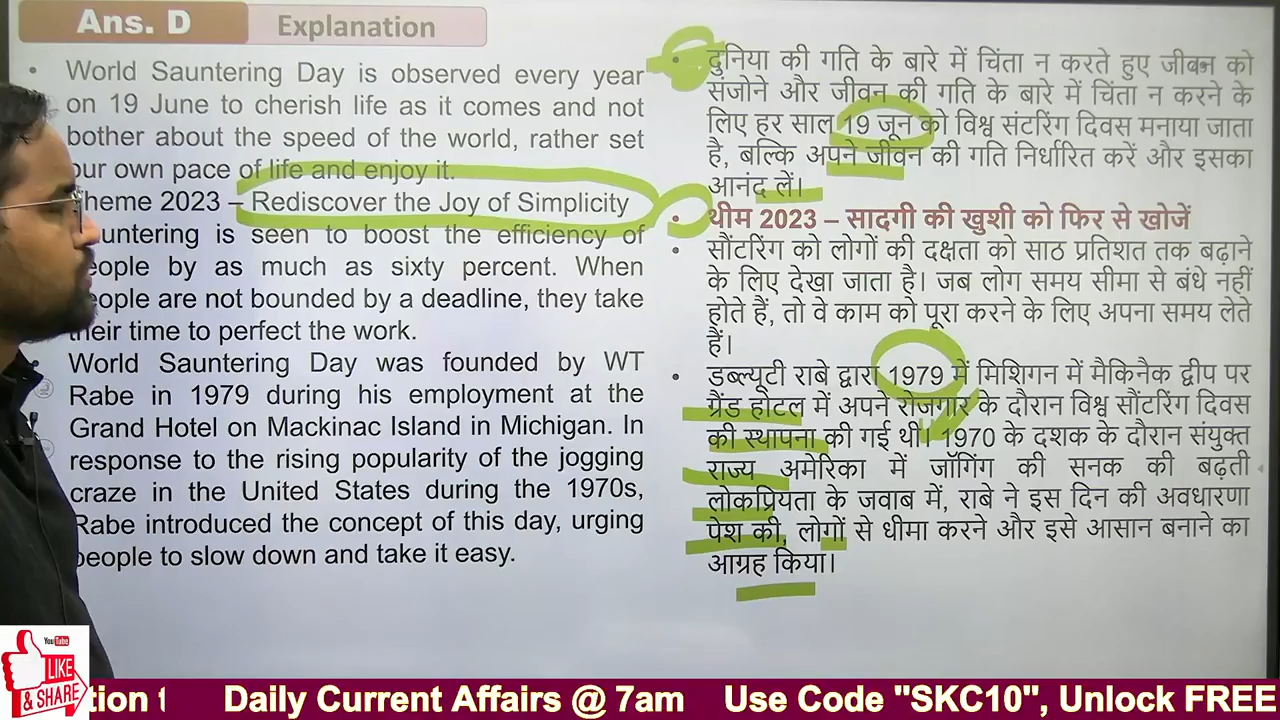 Ans. D
Explanation
• World Sauntering Day is observed every year
on 19 June to cherish life as it comes and not
bother about the speed of the world, rather set
our own pace of life and enjoy it.
heme 2023 – Rediscover the Joy of Simplicity
auntering is seen to boost the efficiency of
eople by as much as sixty percent. When
eople are not bounded by a deadline, they take
their time to perfect the work.
• World Sauntering Day was founded by WT
Rabe in 1979 during his employment at the
Grand Hotel on Mackinac Island in Michigan. In
response to the rising popularity of the jogging
craze in the United States during the 1970s,
Rabe introduced the concept of this day, urging
people to slow down and take it easy.
• दुनिया की गति के बारे में चिंता न करते हुए जीवन को
संजोने और जीवन की गति के बारे में चिंता न करने के
लिए हर साल 19 जून को विश्व संटरिंग दिवस मनाया जाता
है, बल्कि अपने जीवन की गति निर्धारित करें और इसका
आनंद लें।
• थीम 2023 – सादगी की खुशी को फिर से खोजें
• सौंटरिंग को लोगों की दक्षता को साठ प्रतिशत तक बढ़ाने
के लिए देखा जाता है। जब लोग समय सीमा से बंधे नहीं
होते हैं, तो वे काम को पूरा करने के लिए अपना समय लेते
हैं।
• डब्ल्यूटी राबे द्वारा 1979 में मिशिगन में मैकिनैक द्वीप पर
ग्रैंड होटल में अपने रोजगार के दौरान विश्व सौंटरिंग दिवस
की स्थापना की गई थी। 1970 के दशक के दौरान संयुक्त
राज्य अमेरिका में जॉगिंग की सनक की बढ़ती
लोकप्रियता के जवाब में, राबे ने इस दिन की अवधारणा
पेश की, लोगों से धीमा करने और इसे आसान बनाने का
आग्रह किया।
YouTube
LIKE
& SHARE
tion Daily Current Affairs @ 7am Use Code "SKC10", Unlock FREE